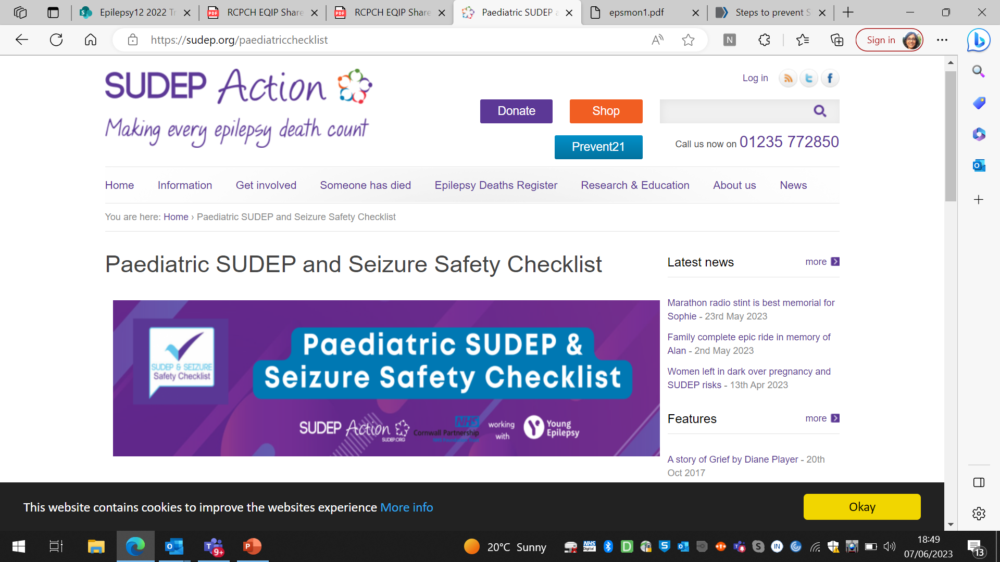 Epilepsy12 2022 Tr
RCPCH EQIP Share
RCPCH EQIP Share
Paediatric SUDEP a
epsmon1.pdf
Steps to prevent S
https://sudep.org/paediatricchecklist
N
Sign in
SUDEP Action
Making every epilepsy death count
Log in
Donate
Shop
Prevent21
Call us now on 01235 772850
Home
Information
Get involved
Someone has died
Epilepsy Deaths Register
Research & Education
About us
News
You are here: Home › Paediatric SUDEP and Seizure Safety Checklist
Paediatric SUDEP and Seizure Safety Checklist
SUDEP & SEIZURE
Safety Checklist
Paediatric SUDEP &
Seizure Safety Checklist
SUDEP Action
SUDEP.ORG
NHS
Cornwall Partnership
NHS Foundation Trust
working
with
Young
Epilepsy
Latest news
more
Marathon radio stint is best memorial for
Sophie - 23rd May 2023
Family complete epic ride in memory of
Alan - 2nd May 2023
Women left in dark over pregnancy and
SUDEP risks - 13th Apr 2023
Features
more
A story of Grief by Diane Player - 20th
Oct 2017
This website contains cookies to improve the websites experience More info
Okay
9+
20°C Sunny
NHS
Digital
18:49
07/06/2023
13